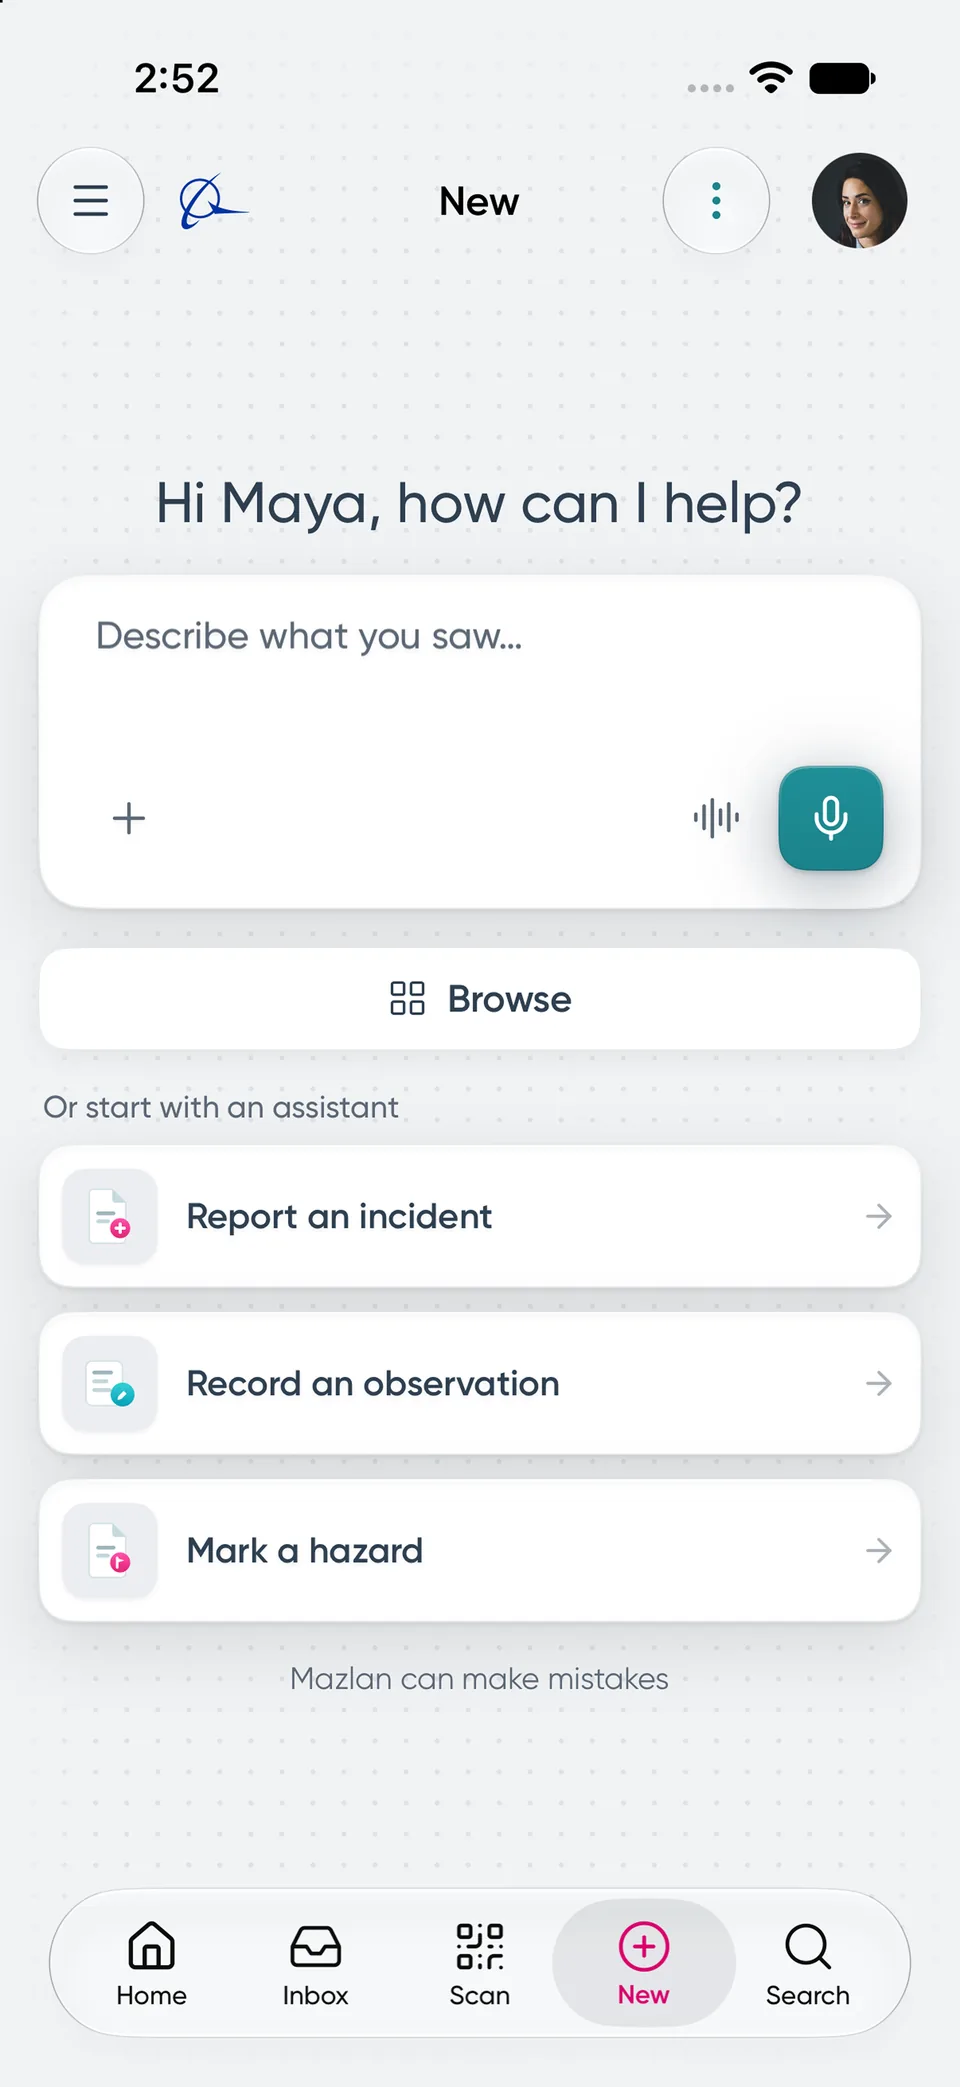 2:52
New
Hi Maya, how can I help?
Describe what you saw...
Browse
Or start with an assistant
Report an incident
Record an observation
Mark a hazard
Mazlan can make mistakes
Home
Inbox
Scan
New
Search